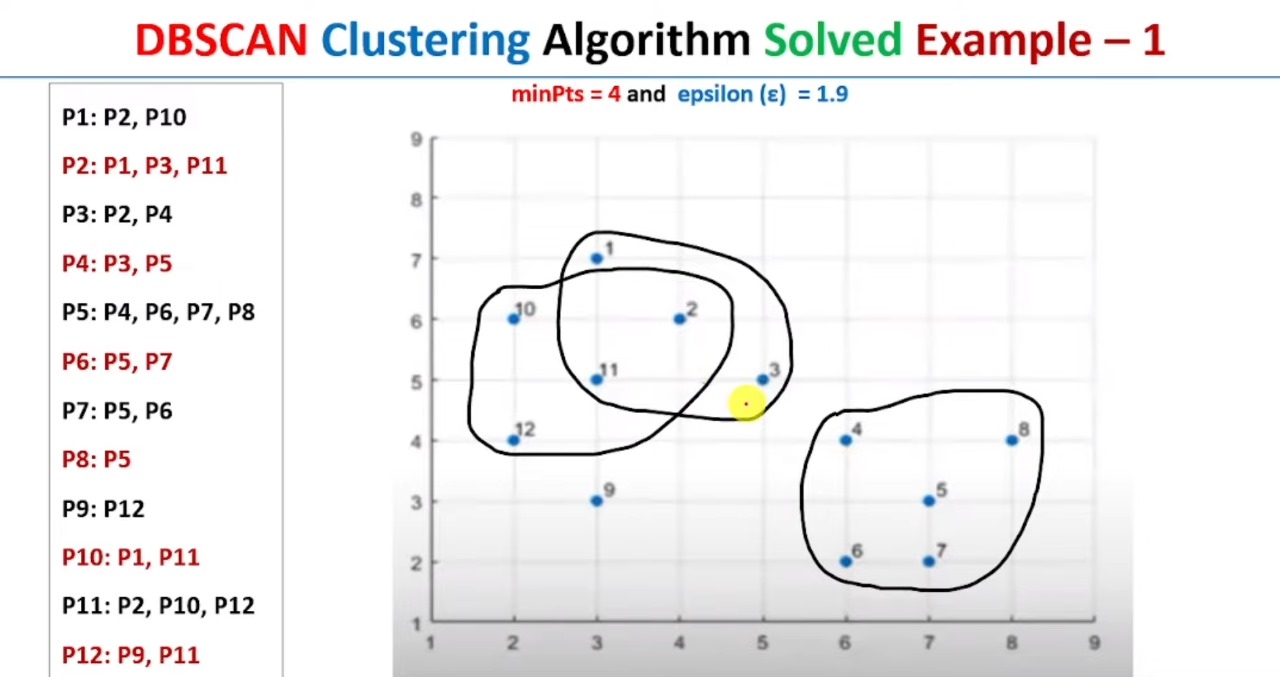 DBSCAN Clustering Algorithm Solved Example – 1
minPts = 4 and epsilon (ε) = 1.9
P1: P2, P10
P2: P1, P3, P11
P3: P2, P4
P4: P3, P5
P5: P4, P6, P7, P8
P6: P5, P7
P7: P5, P6
P8: P5
P9: P12
P10: P1, P11
P11: P2, P10, P12
P12: P9, P11
9
8
7
6
5
4
3
2
1
1
10
2
11
3
12
4
8
9
5
6
7
1 2 3 4 5 6 7 8 9